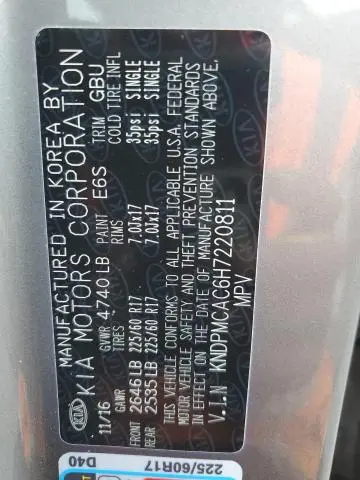 MANUFACTURED IN KOREA BY
KIA KIA MOTORS CORPORATION
11/16 GVWR 4740LB PAINT E6S TRIM GBU
GAWR TIRES RIMS COLD TIRE INFL
FRONT 2646LB 225/60 R17 7.0JX17 35psi SINGLE
REAR 2535LB 225/60 R17 7.0JX17 35psi SINGLE
THIS VEHICLE CONFORMS TO ALL APPLICABLE U.S.A. FEDERAL
MOTOR VEHICLE SAFETY AND THEFT PREVENTION STANDARDS
IN EFFECT ON THE DATE OF MANUFACTURE SHOWN ABOVE.
V.I.N KNDPMCAC6H7220811
MPV
D40
225/60R17